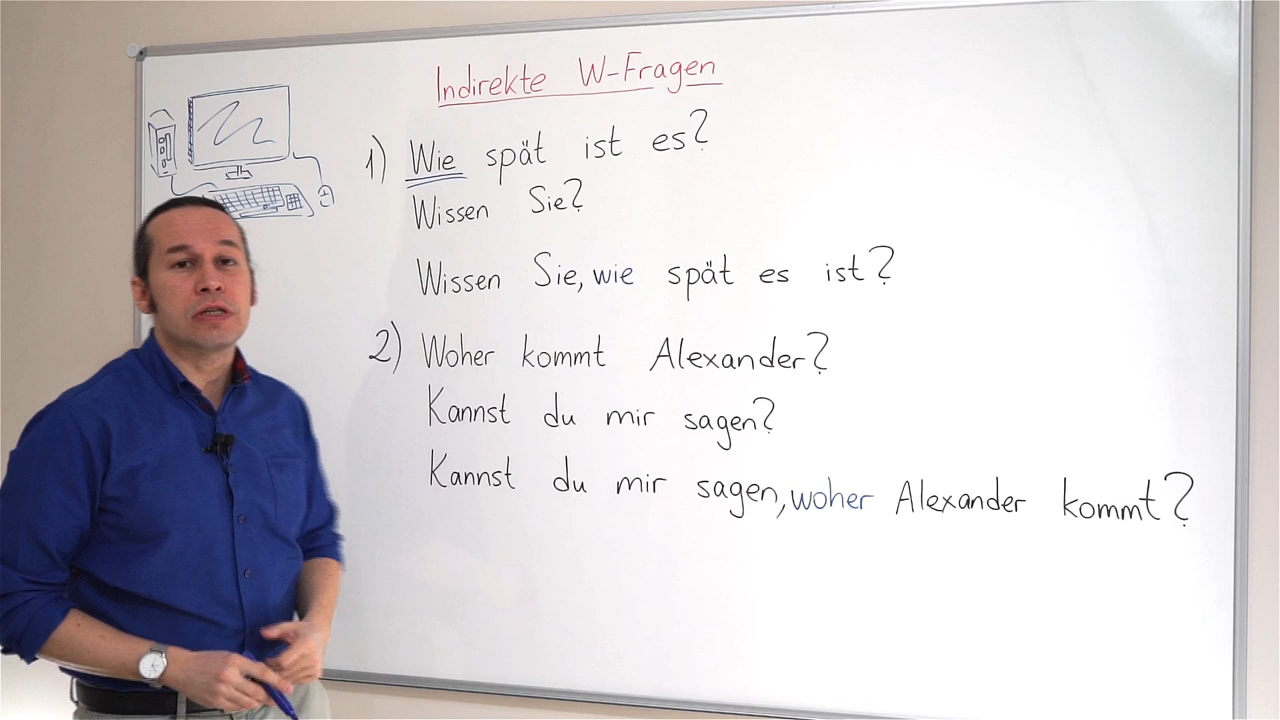 Indirekte W-Fragen
1) Wie spät ist es?
Wissen Sie?
Wissen Sie, wie spät es ist?
2) Woher kommt Alexander?
Kannst du mir sagen?
Kannst du mir sagen, woher Alexander kommt?